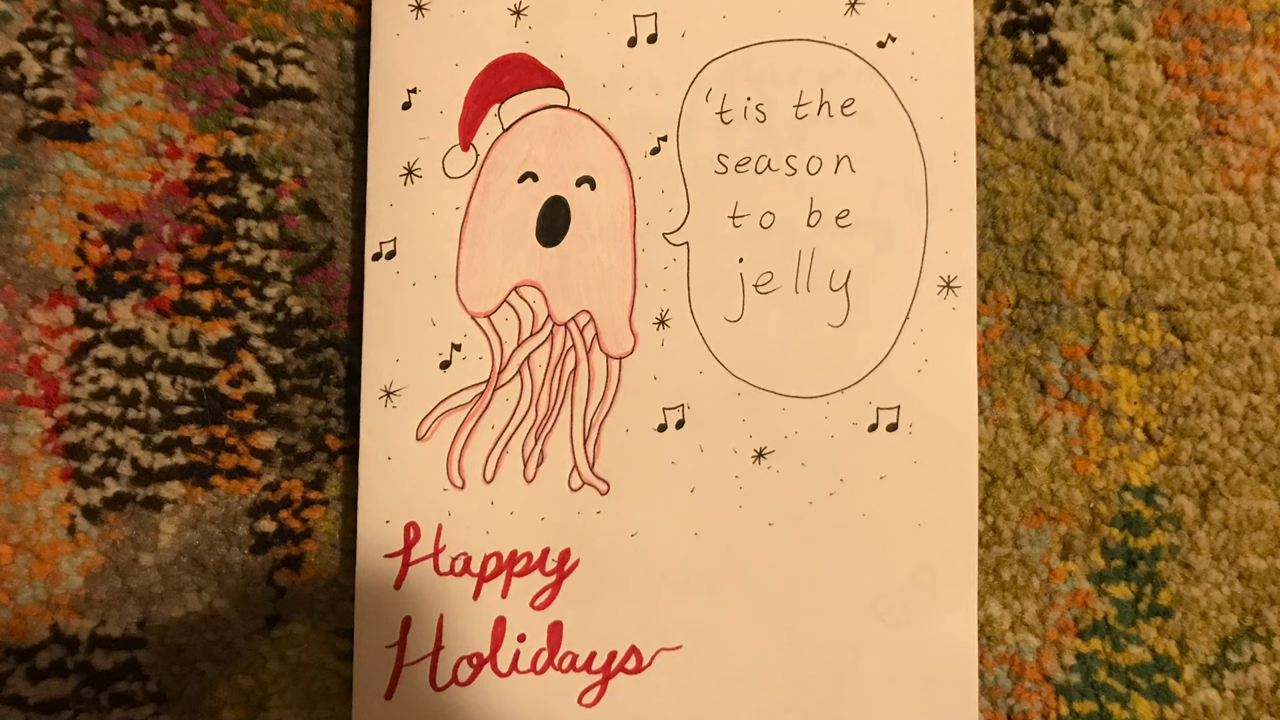 'tis the
season
to be
jelly
Happy
Holidays